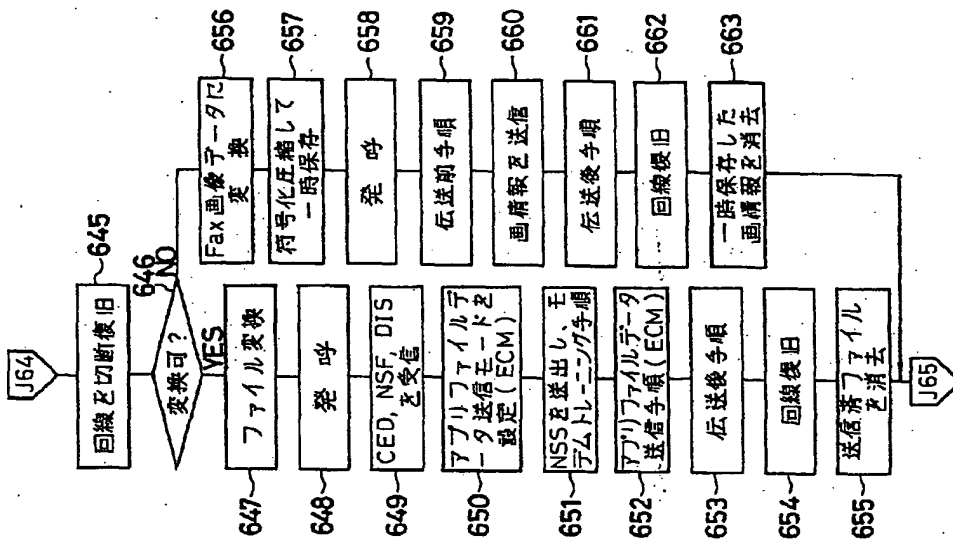 J64
回線を切断復旧
645
変換可?
646
NO
YES
ファイル変換
647
発呼
648
CED, NSF, DIS
を受信
649
アプリファイルデ
ータ送信モードを
設定(ECM)
650
NSSを送出し、モ
デムトレーニング手順
651
アプリファイルデータ
送信手順(ECM)
652
伝送後手順
653
回線復旧
654
送信済ファイル
を消去
655
Fax画像データに
変換
656
符号化圧縮して
一時保存
657
発呼
658
伝送前手順
659
画情報を送信
660
伝送後手順
661
回線復旧
662
一時保存した
画情報を消去
663
J65